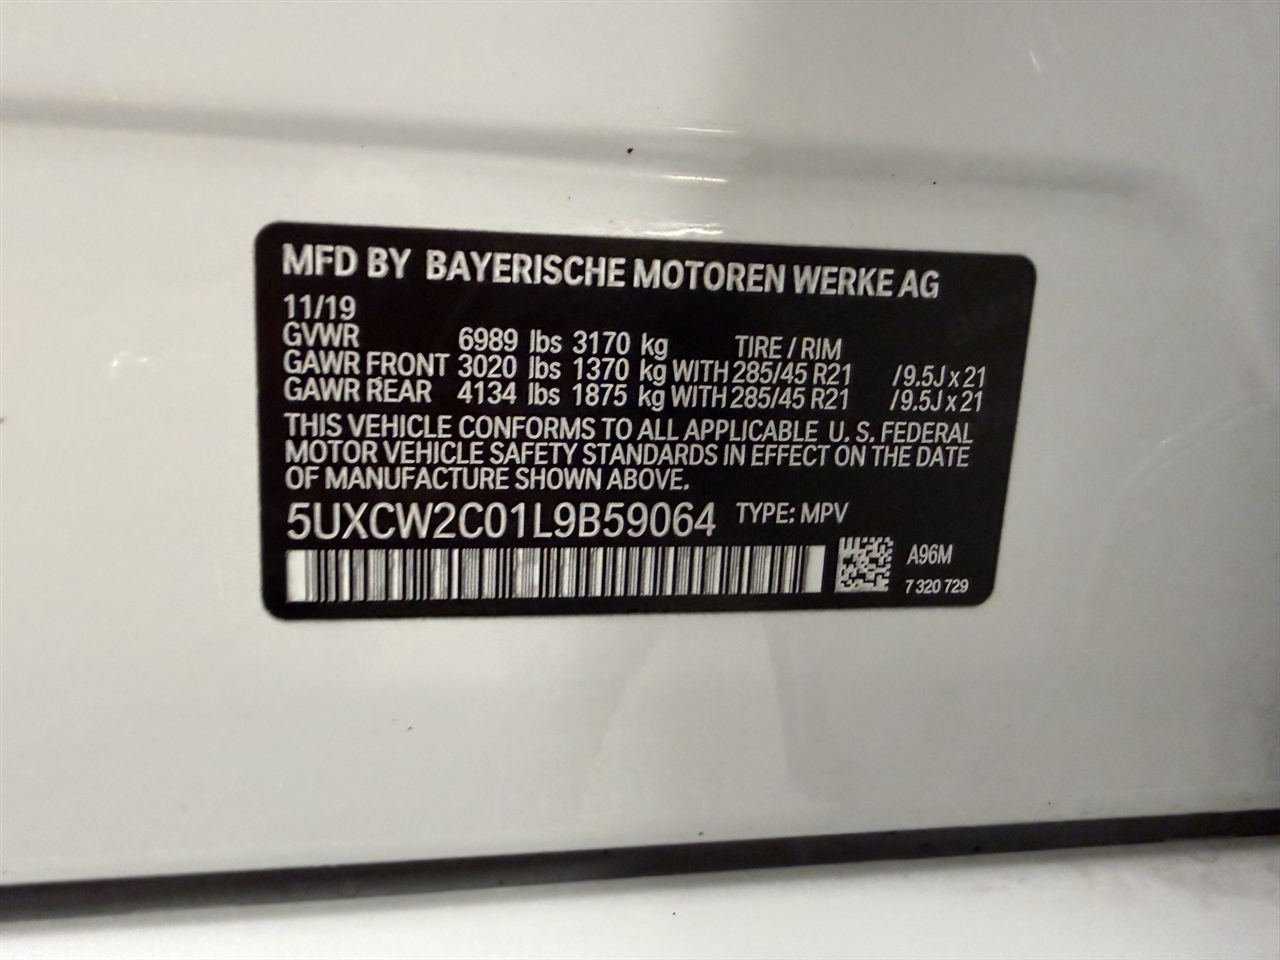 MFD BY BAYERISCHE MOTOREN WERKE AG
11/19
GVWR 6989 lbs 3170 kg TIRE / RIM
GAWR FRONT 3020 lbs 1370 kg WITH 285/45 R21 /9.5J x 21
GAWR REAR 4134 lbs 1875 kg WITH 285/45 R21 /9.5J x 21
THIS VEHICLE CONFORMS TO ALL APPLICABLE U. S. FEDERAL
MOTOR VEHICLE SAFETY STANDARDS IN EFFECT ON THE DATE
OF MANUFACTURE SHOWN ABOVE.
5UXCW2C01L9B59064 TYPE: MPV
A96M
7 320 729